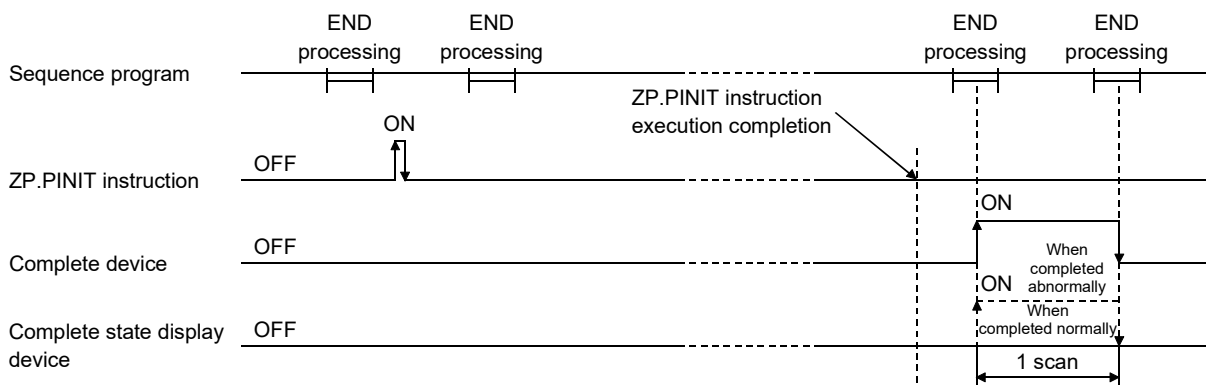 END
processing
END
processing
END
processing
END
processing
Sequence program
ZP.PINIT instruction
execution completion
ON
OFF
ZP.PINIT instruction
ON
OFF
Complete device
When
completed
abnormally
ON
When
completed normally
OFF
Complete state display
device
1 scan